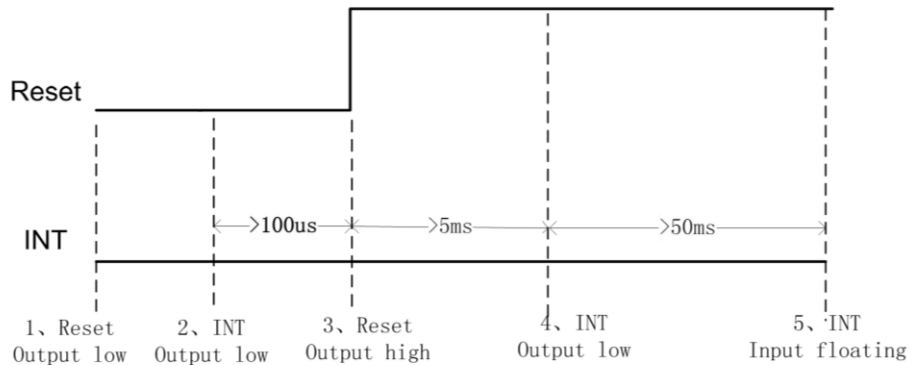 Reset
>100us
>5ms
>50ms
INT
1、Reset
Output low
2、INT
Output low
3、Reset
Output high
4、INT
Output low
5、INT
Input floating